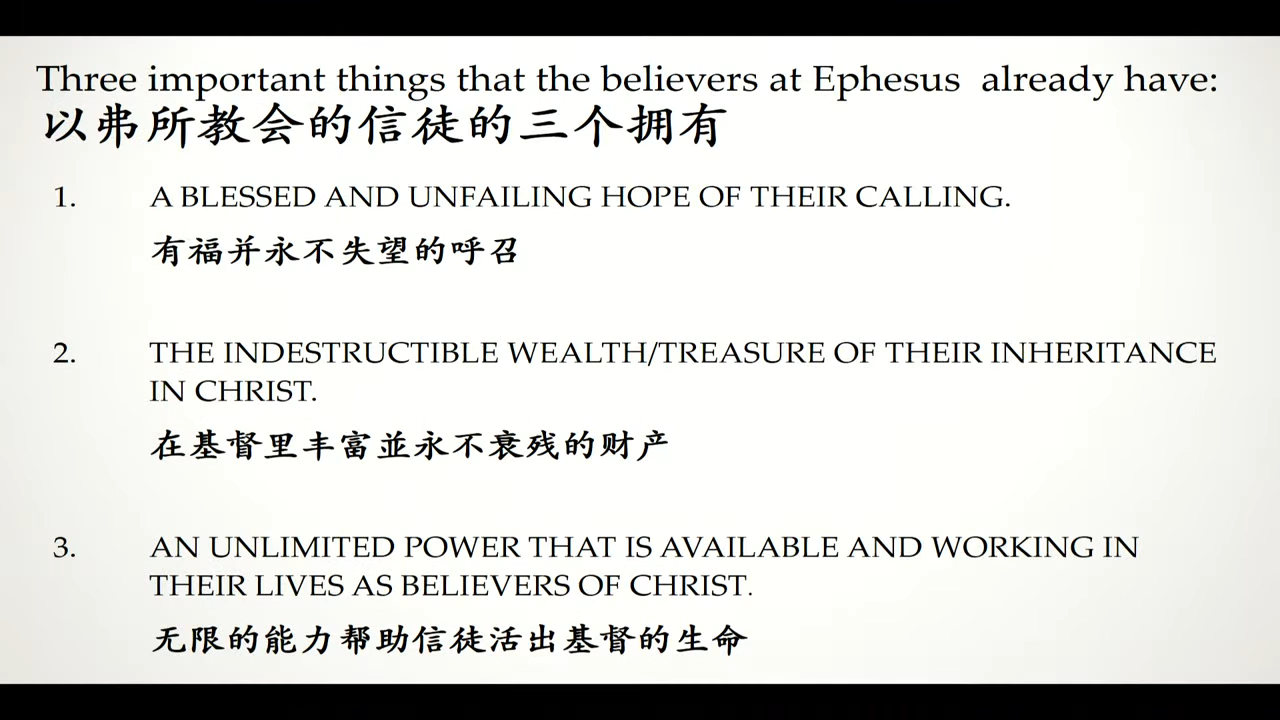 Three important things that the believers at Ephesus already have:
以弗所教会的信徒的三个拥有
1. A BLESSED AND UNFAILING HOPE OF THEIR CALLING.
有福并永不失望的呼召
2. THE INDESTRUCTIBLE WEALTH/TREASURE OF THEIR INHERITANCE
IN CHRIST.
在基督里丰富並永不衰残的财产
3. AN UNLIMITED POWER THAT IS AVAILABLE AND WORKING IN
THEIR LIVES AS BELIEVERS OF CHRIST.
无限的能力帮助信徒活出基督的生命